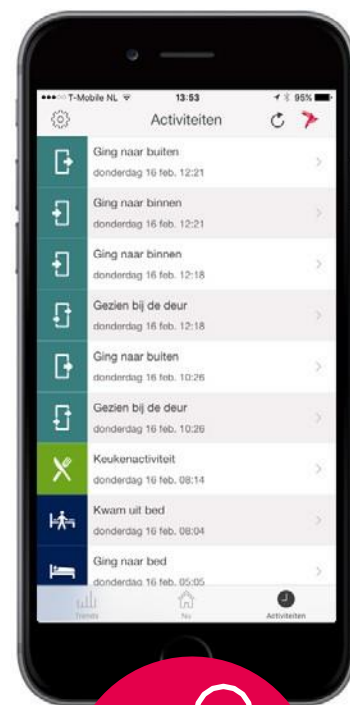 T-Mobile NL 13:53 95%
Activiteiten
Ging naar buiten
donderdag 16 feb. 12:21
Ging naar binnen
donderdag 16 feb. 12:21
Ging naar binnen
donderdag 16 feb. 12:18
Gezien bij de deur
donderdag 16 feb. 12:18
Ging naar buiten
donderdag 16 feb. 10:26
Gezien bij de deur
donderdag 16 feb. 10:26
Keukenactiviteit
donderdag 16 feb. 08:14
Kwam uit bed
donderdag 16 feb. 08:04
Ging naar bed
donderdag 16 feb. 05:05
Trends Nu Activiteiten